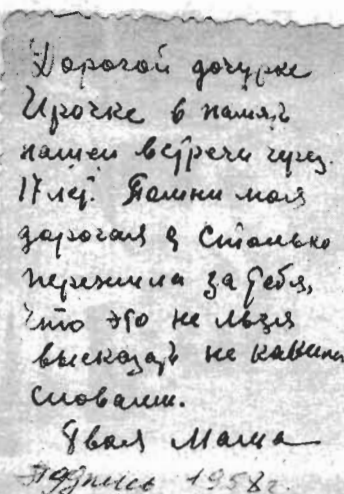 Дорогой дочурке
Ирочке в память
нашей встречи через
17 лет. Помни моя
дорогая я столько
пережила за тебя,
что это не льзя
высказать не какими
словами.
Твоя мама
подпись 1958г.